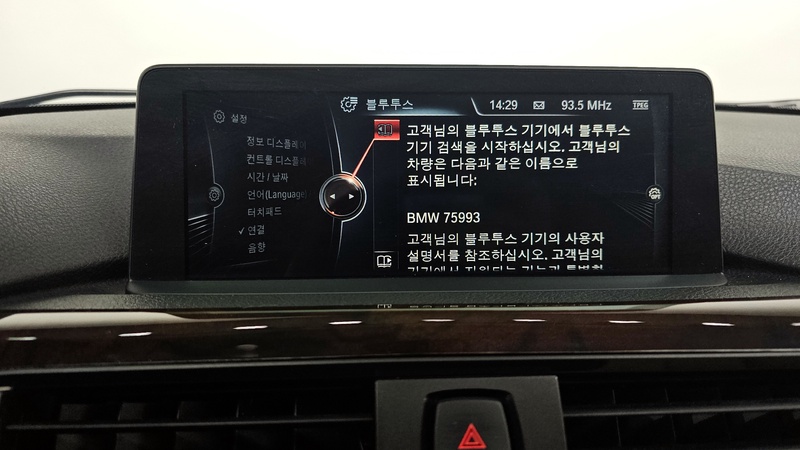 블루투스
14:29
93.5 MHz
TPEG
설정
정보 디스플레이
컨트롤 디스플레
시간 / 날짜
언어(Language)
터치패드
✓ 연결
음향
고객님의 블루투스 기기에서 블루투스
기기 검색을 시작하십시오. 고객님의
차량은 다음과 같은 이름으로
표시됩니다:
BMW 75993
고객님의 블루투스 기기의 사용자
설명서를 참조하십시오. 고객님의
OFF